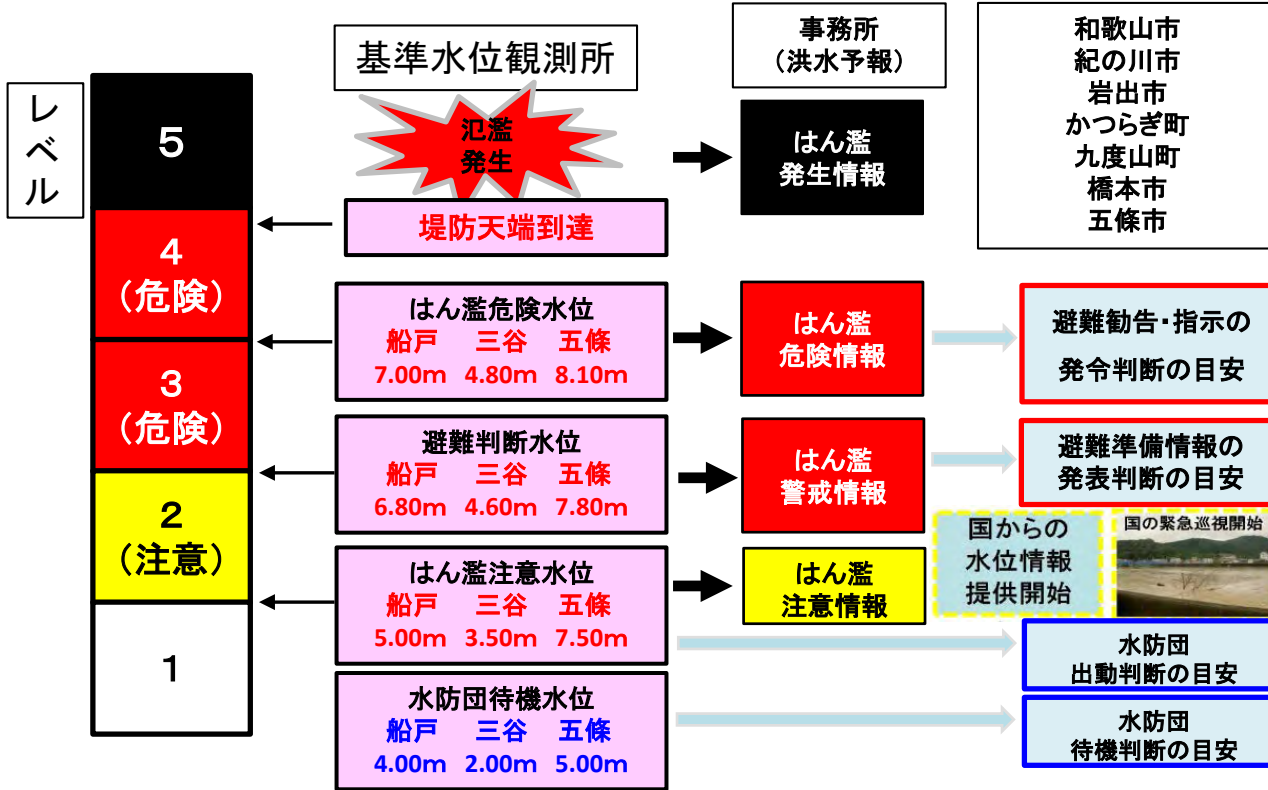 レベル
5
4
（危険）
3
（危険）
2
（注意）
1
基準水位観測所
氾濫
発生
堤防天端到達
はん濫危険水位
船戸 三谷 五條
7.00m 4.80m 8.10m
避難判断水位
船戸 三谷 五條
6.80m 4.60m 7.80m
はん濫注意水位
船戸 三谷 五條
5.00m 3.50m 7.50m
水防団待機水位
船戸 三谷 五條
4.00m 2.00m 5.00m
事務所
（洪水予報）
はん濫
発生情報
はん濫
危険情報
はん濫
警戒情報
はん濫
注意情報
和歌山市
紀の川市
岩出市
かつらぎ町
九度山町
橋本市
五條市
避難勧告・指示の
発令判断の目安
避難準備情報の
発表判断の目安
国からの
水位情報
提供開始
国の緊急巡視開始
水防団
出動判断の目安
水防団
待機判断の目安